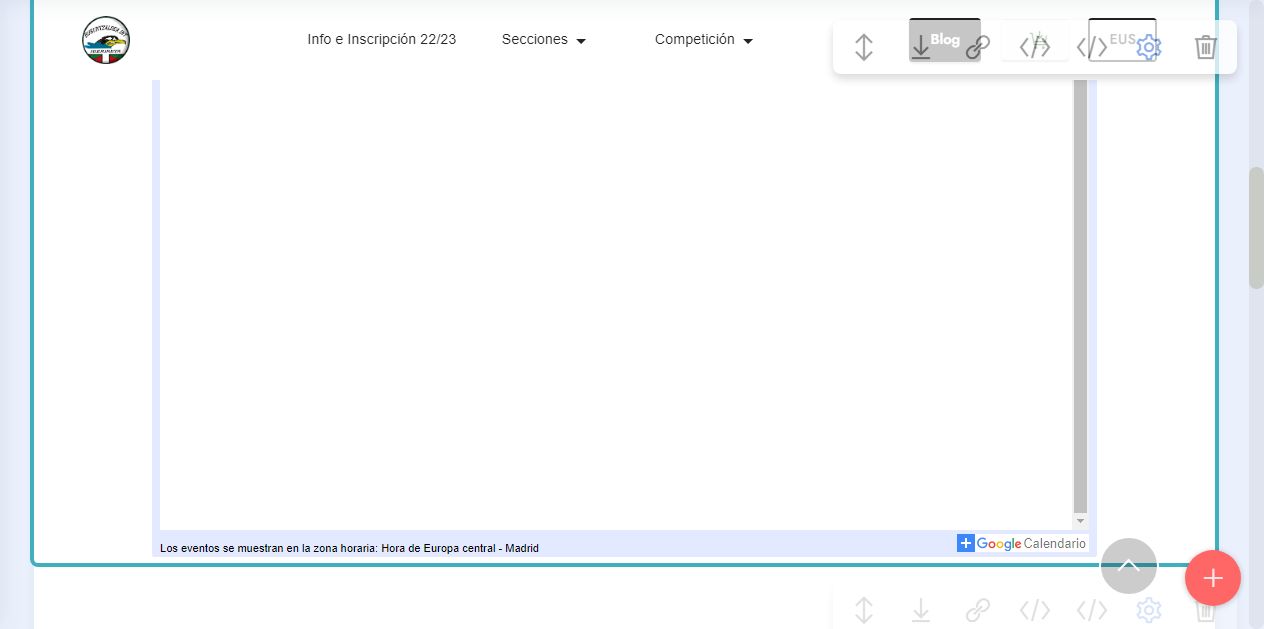 Info e Inscripción 22/23
Secciones
Competición
Blog
EUS
Los eventos se muestran en la zona horaria: Hora de Europa central - Madrid
Google Calendario